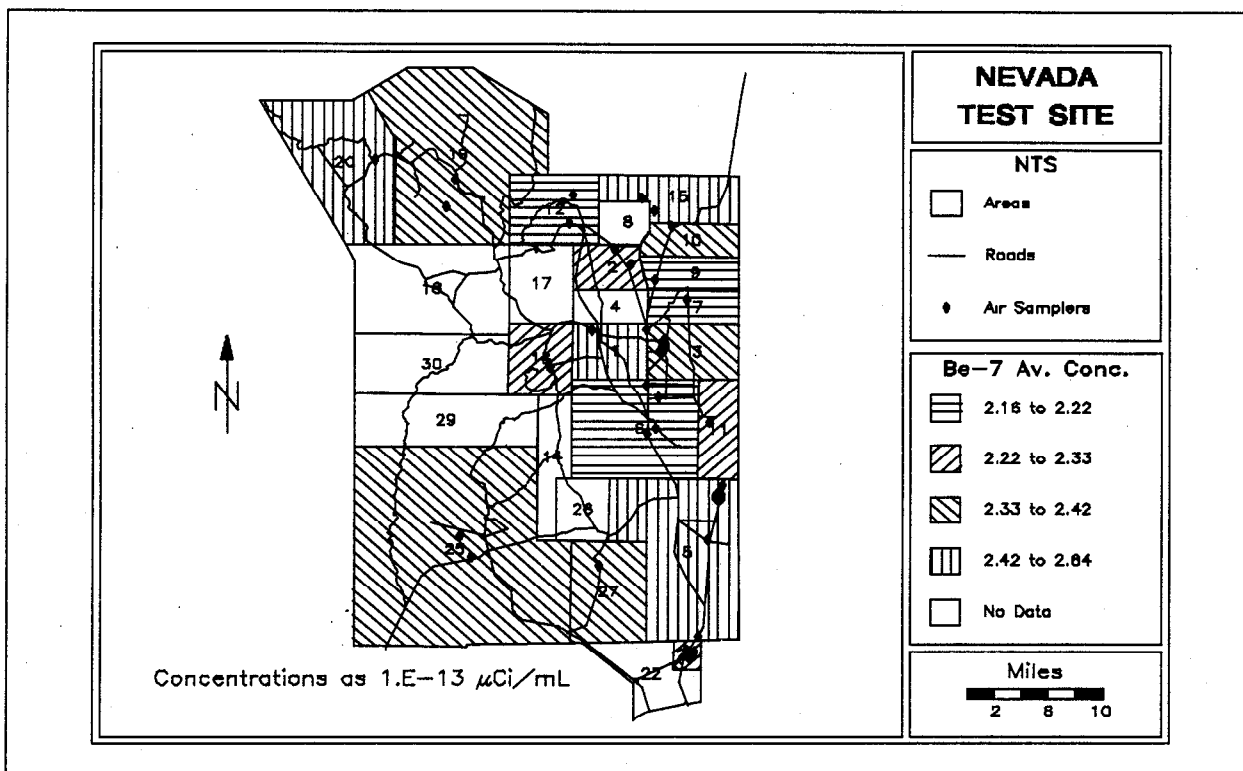 NEVADA
TEST SITE
NTS
Areas
Roads
Air Samplers
Be-7 Av. Conc.
2.16 to 2.22
2.22 to 2.33
2.33 to 2.42
2.42 to 2.64
No Data
Miles
2 6 10
19
20
15
12
8
10
2
9
17
18
4
7
3
30
29
6
14
26
5
25
27
22
N
Concentrations as 1.E-13 μCi/mL